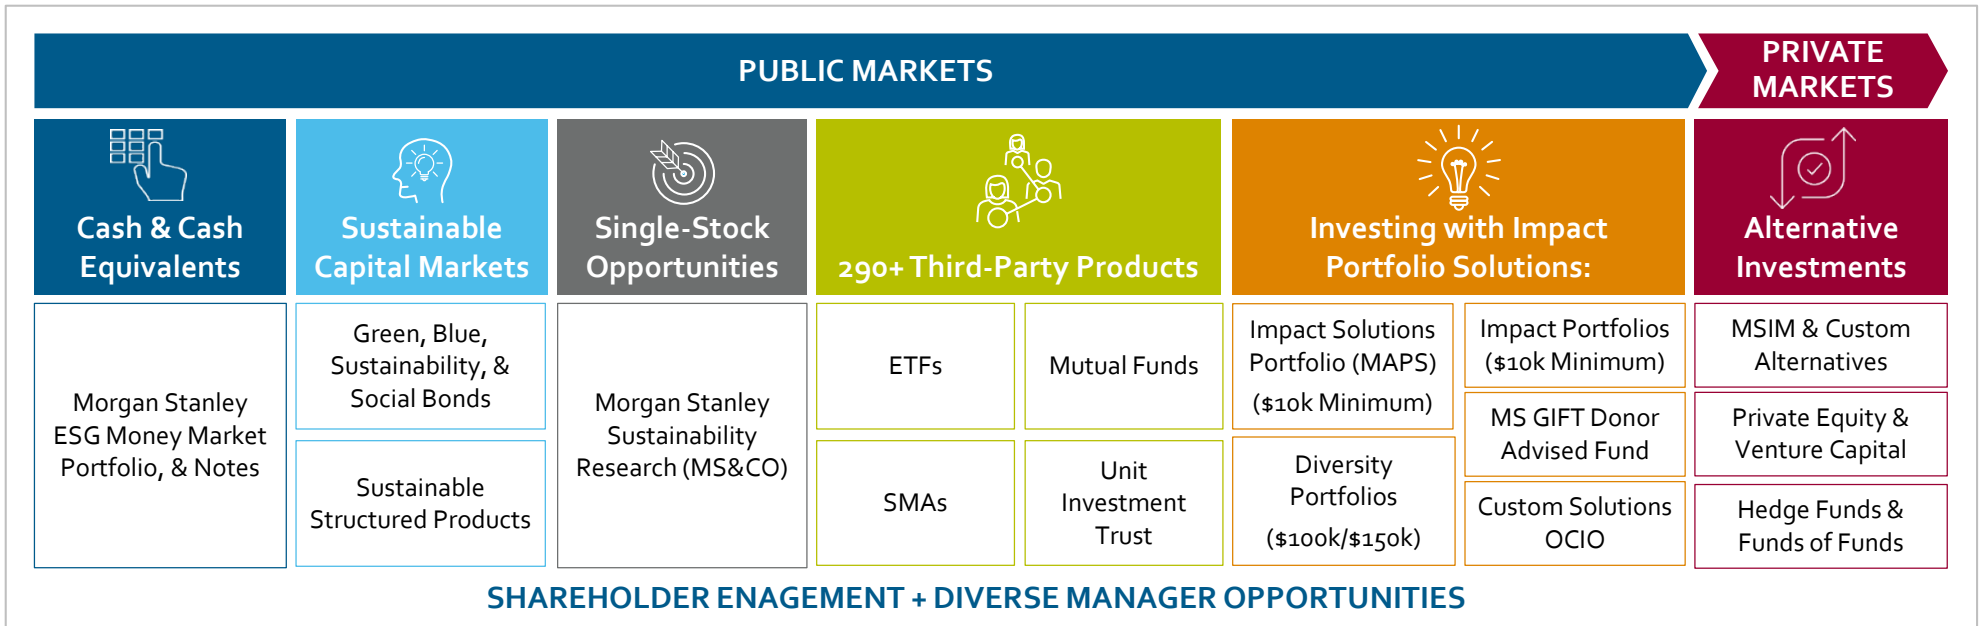 PUBLIC MARKETS
PRIVATE
MARKETS
Cash & Cash
Equivalents
Sustainable
Capital Markets
Single-Stock
Opportunities
290+ Third-Party Products
Investing with Impact
Portfolio Solutions:
Alternative
Investments
Morgan Stanley
ESG Money Market
Portfolio, & Notes
Green, Blue,
Sustainability, &
Social Bonds
Sustainable
Structured Products
Morgan Stanley
Sustainability
Research (MS&CO)
ETFs
Mutual Funds
SMAs
Unit
Investment
Trust
Impact Solutions
Portfolio (MAPS)
($10k Minimum)
Diversity
Portfolios
($100k/$150k)
Impact Portfolios
($10k Minimum)
MS GIFT Donor
Advised Fund
Custom Solutions
OCIO
MSIM & Custom
Alternatives
Private Equity &
Venture Capital
Hedge Funds &
Funds of Funds
SHAREHOLDER ENAGEMENT + DIVERSE MANAGER OPPORTUNITIES